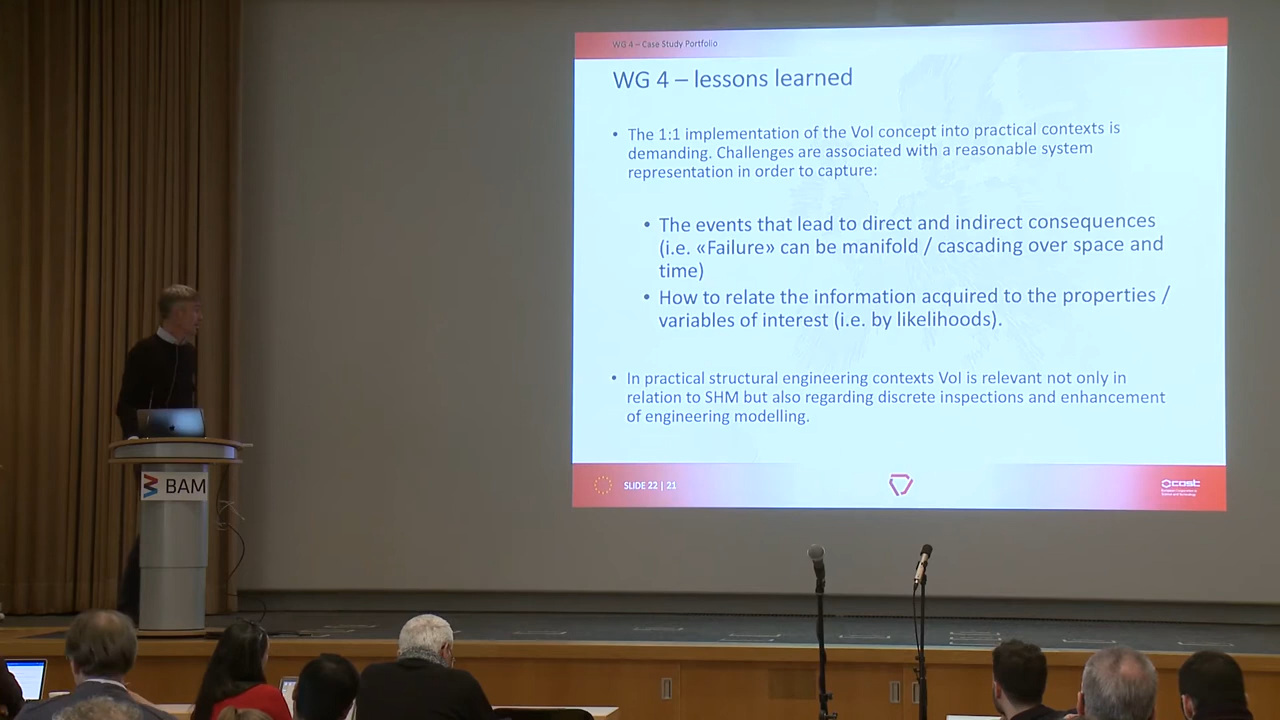 WG 4 – Case Study Portfolio
WG 4 – lessons learned
• The 1:1 implementation of the VoI concept into practical contexts is
demanding. Challenges are associated with a reasonable system
representation in order to capture:
• The events that lead to direct and indirect consequences
(i.e. «Failure» can be manifold / cascading over space and
time)
• How to relate the information acquired to the properties /
variables of interest (i.e. by likelihoods).
• In practical structural engineering contexts VoI is relevant not only in
relation to SHM but also regarding discrete inspections and enhancement
of engineering modelling.
SLIDE 22 | 21
cost
BAM